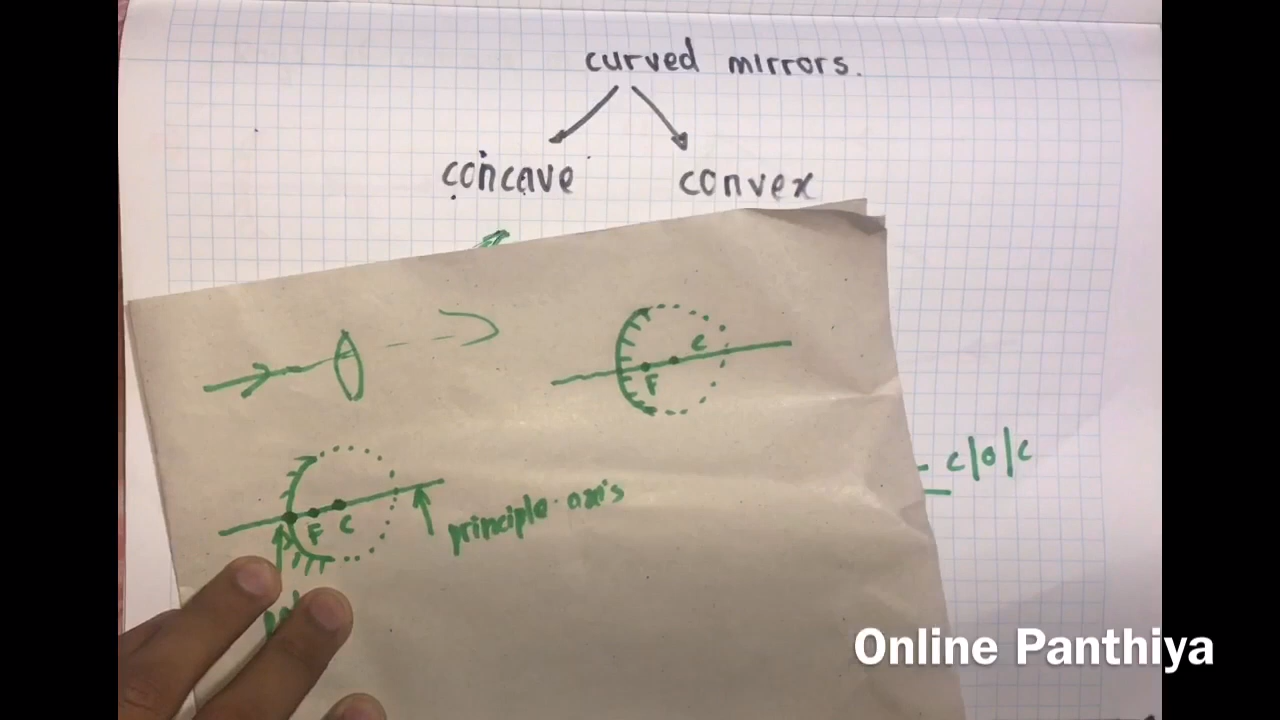 curved mirrors.
concave
convex
C
F
c/o/c
F C
principle axis
Online Panthiya